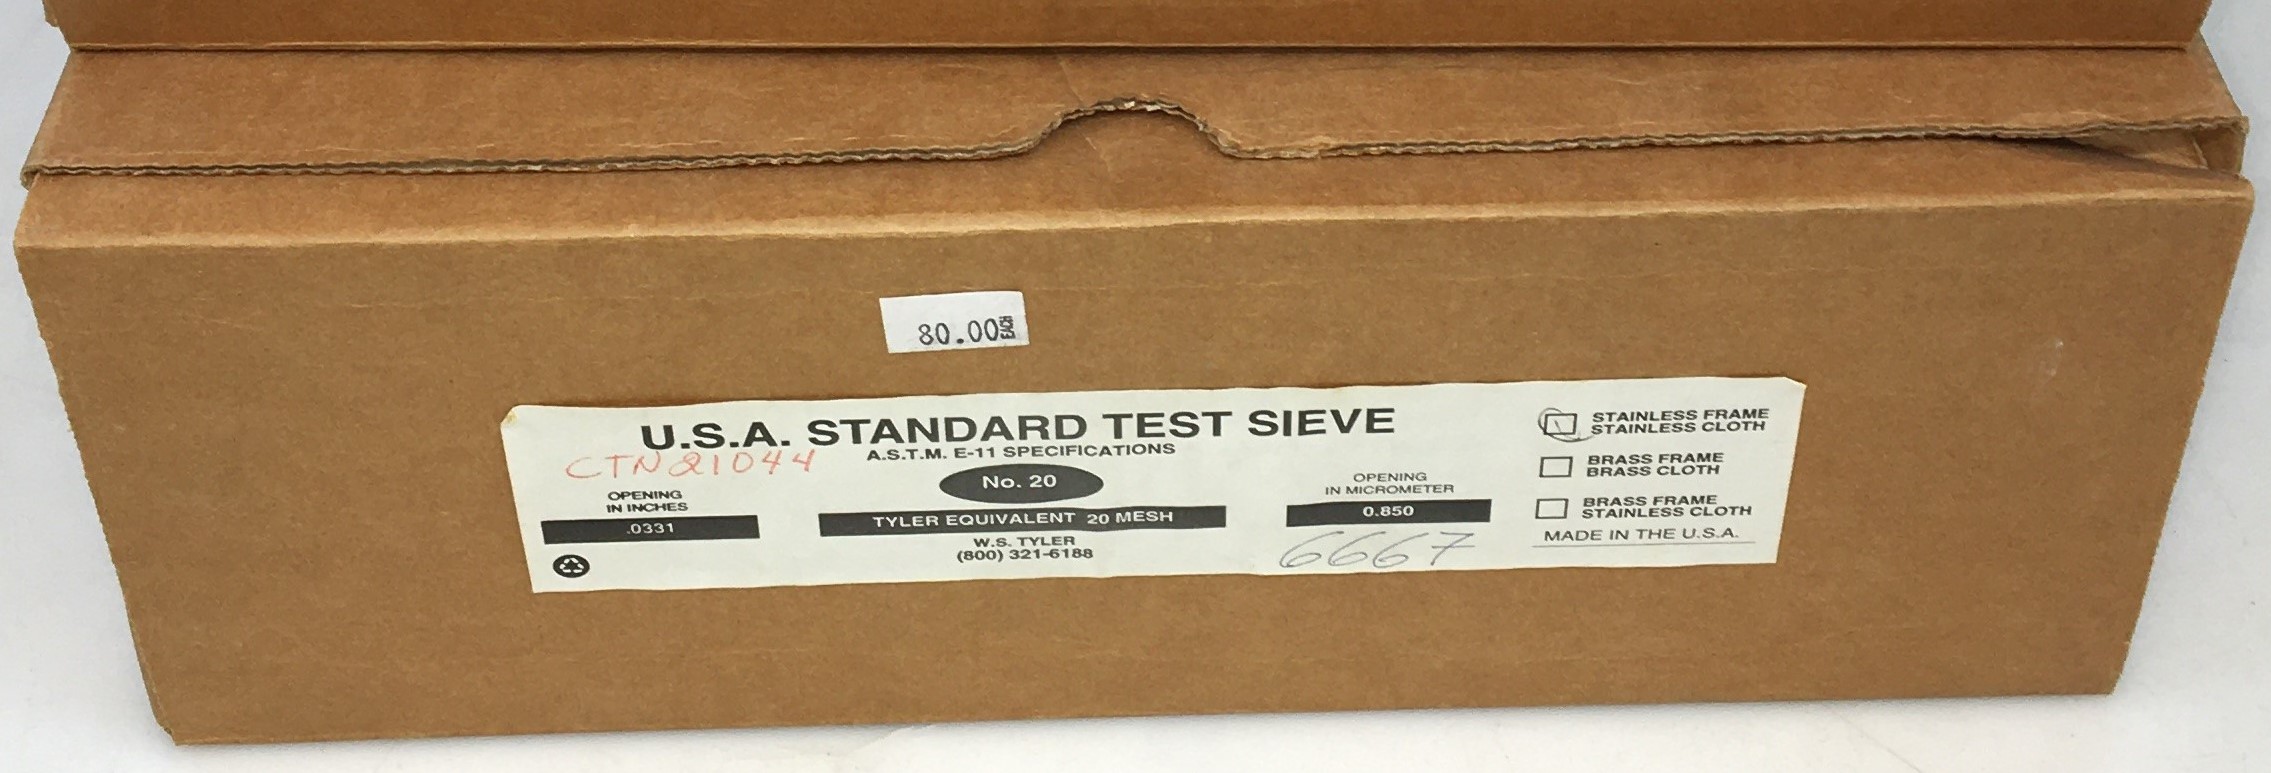 80.00 EACH
U.S.A. STANDARD TEST SIEVE
A.S.T.M. E-11 SPECIFICATIONS
CTN21044
No. 20
OPENING
IN INCHES
.0331
TYLER EQUIVALENT 20 MESH
W.S. TYLER
(800) 321-6188
OPENING
IN MICROMETER
0.850
6667
STAINLESS FRAME
STAINLESS CLOTH
BRASS FRAME
BRASS CLOTH
BRASS FRAME
STAINLESS CLOTH
MADE IN THE U.S.A.